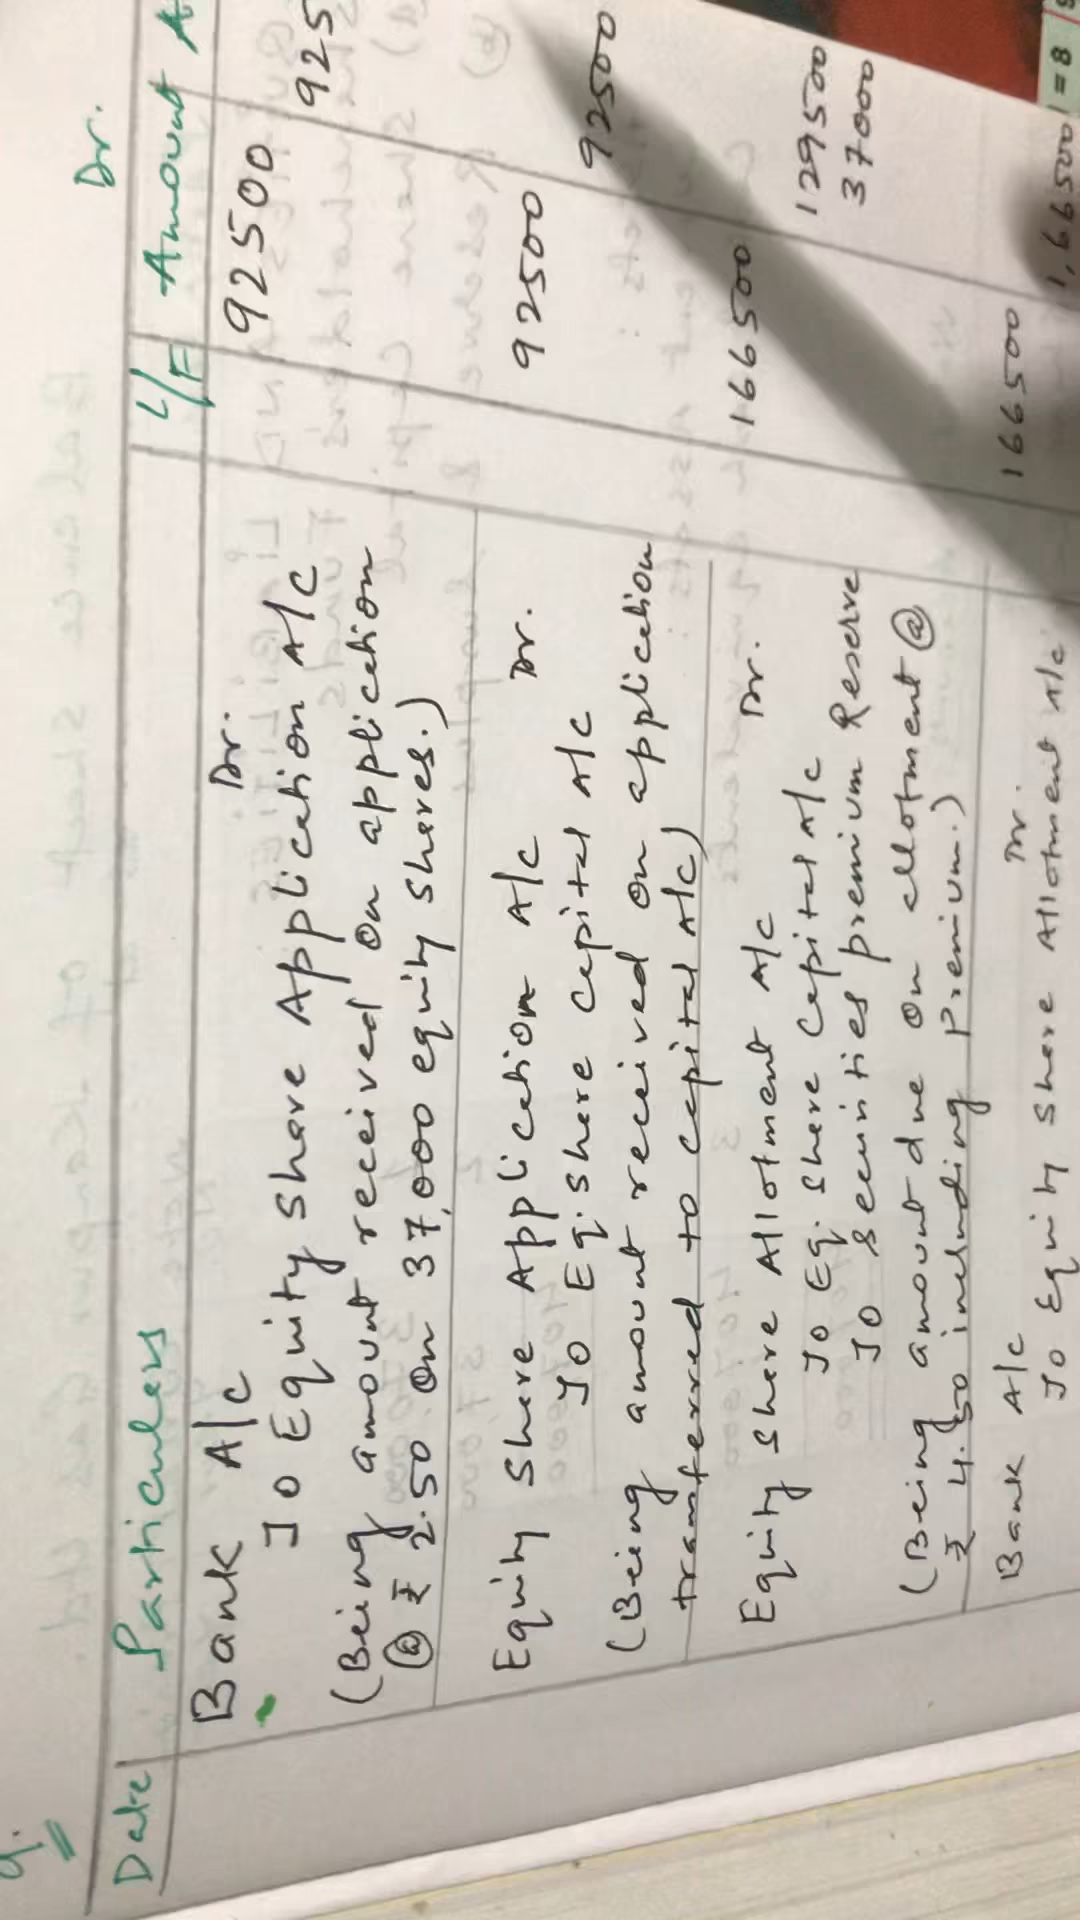 9.
Dr.
Date Particulars L/F Amount A
Bank A/c Dr. 92500
To Equity share Application A/c 925
(Being amount received on application
@ ₹ 2.50 on 37,000 equity shares.)
Equity Share Application A/c Dr. 92500
To Eq. share capital A/c 92500
(Being amount received on application
transferred to capital A/c)
Equity Share Allotment A/c Dr. 166500
To Eq. share capital A/c 129500
To Securities premium Reserve 37000
(Being amount due on allotment @
₹ 4.50 including premium.)
Bank A/c Dr. 166500
To Equity Share Allotment A/c 1,66500
= 8